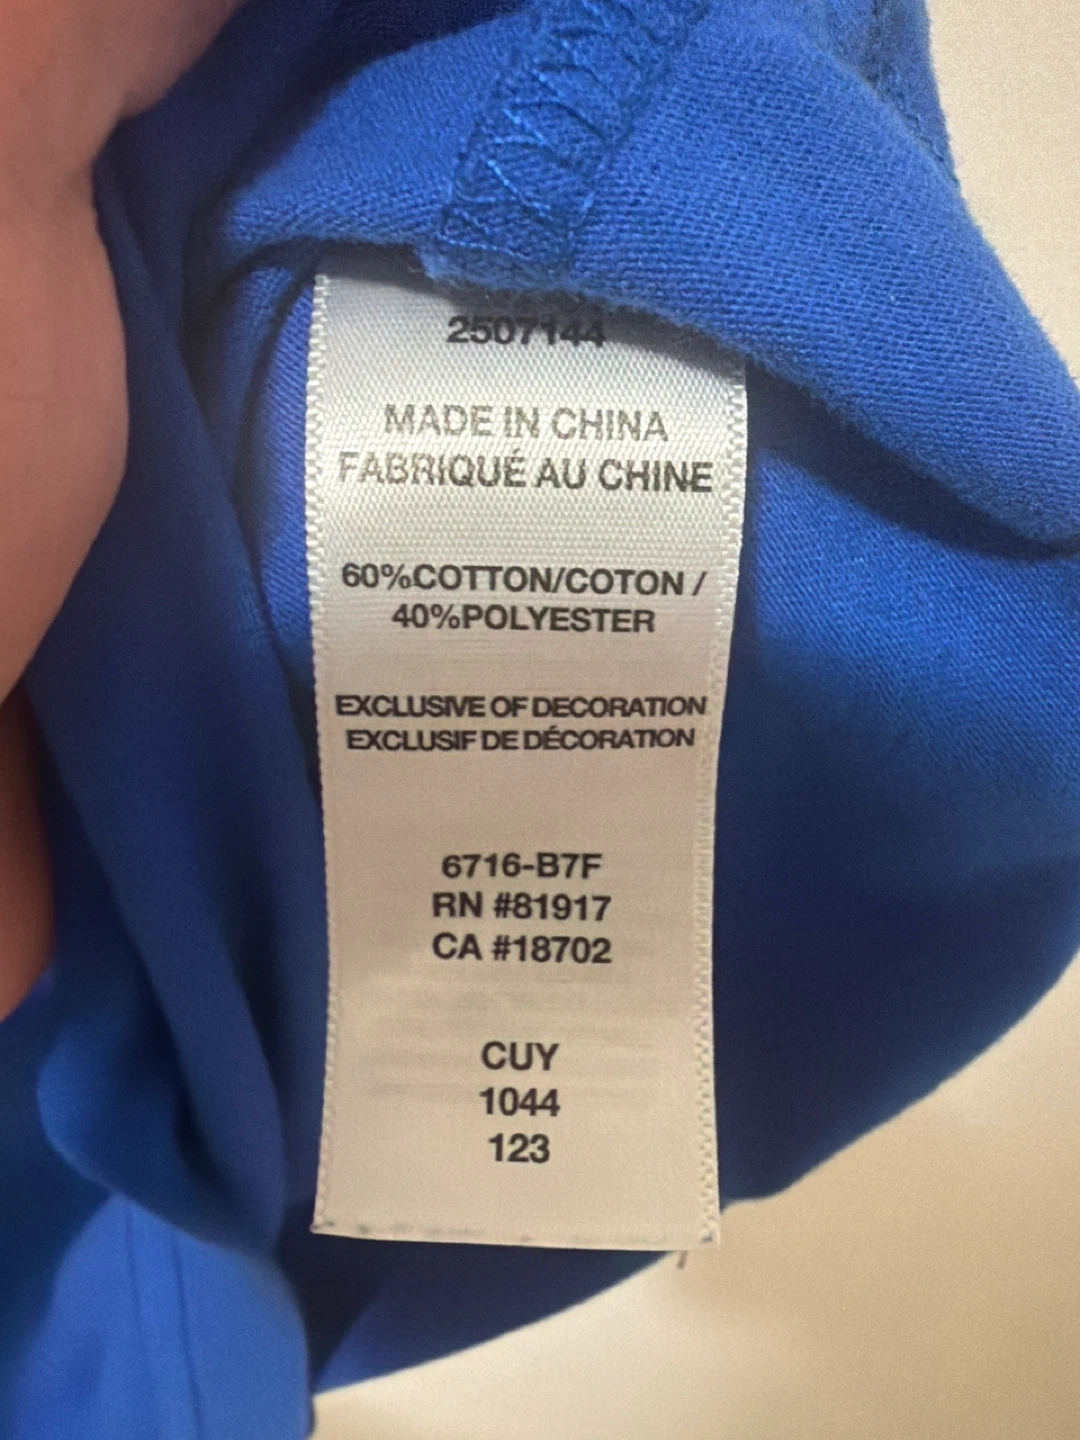 2507144
MADE IN CHINA
FABRIQUÉ AU CHINE
60%COTTON/COTON /
40%POLYESTER
EXCLUSIVE OF DECORATION
EXCLUSIF DE DÉCORATION
6716-B7F
RN #81917
CA #18702
CUY
1044
123